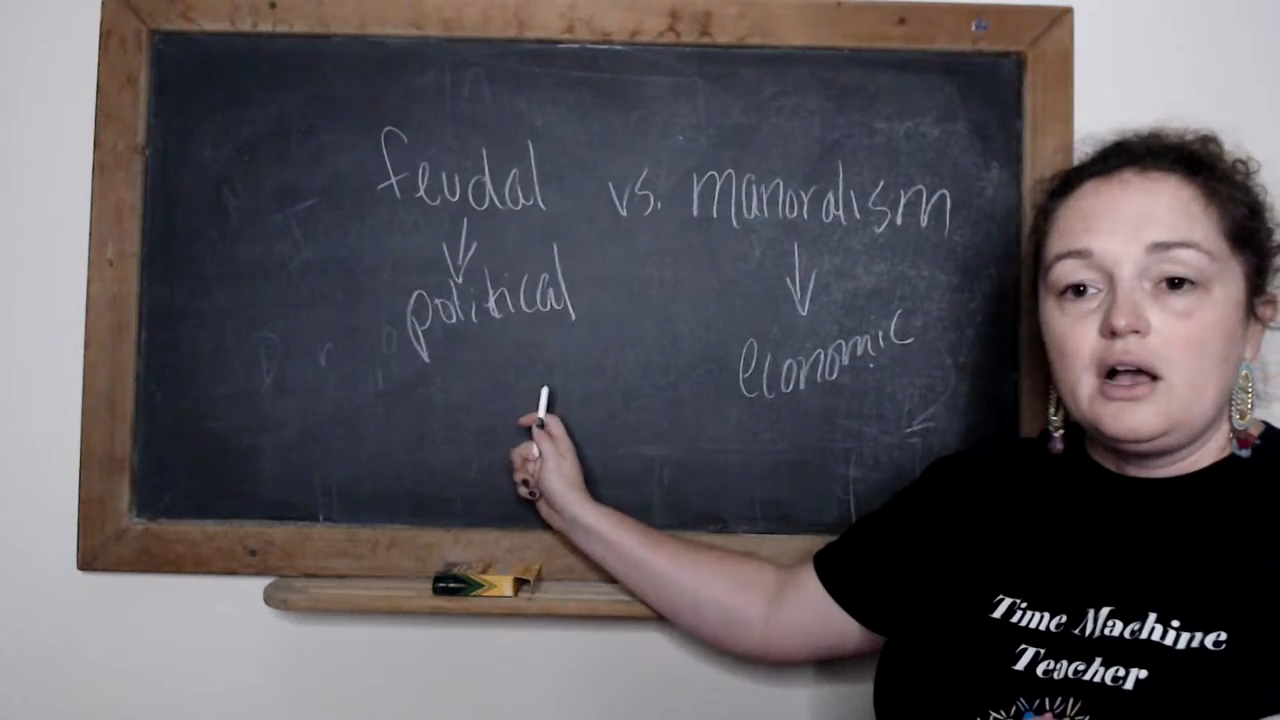 feudal vs. manoralism
political
economic
Time Machine
Teacher